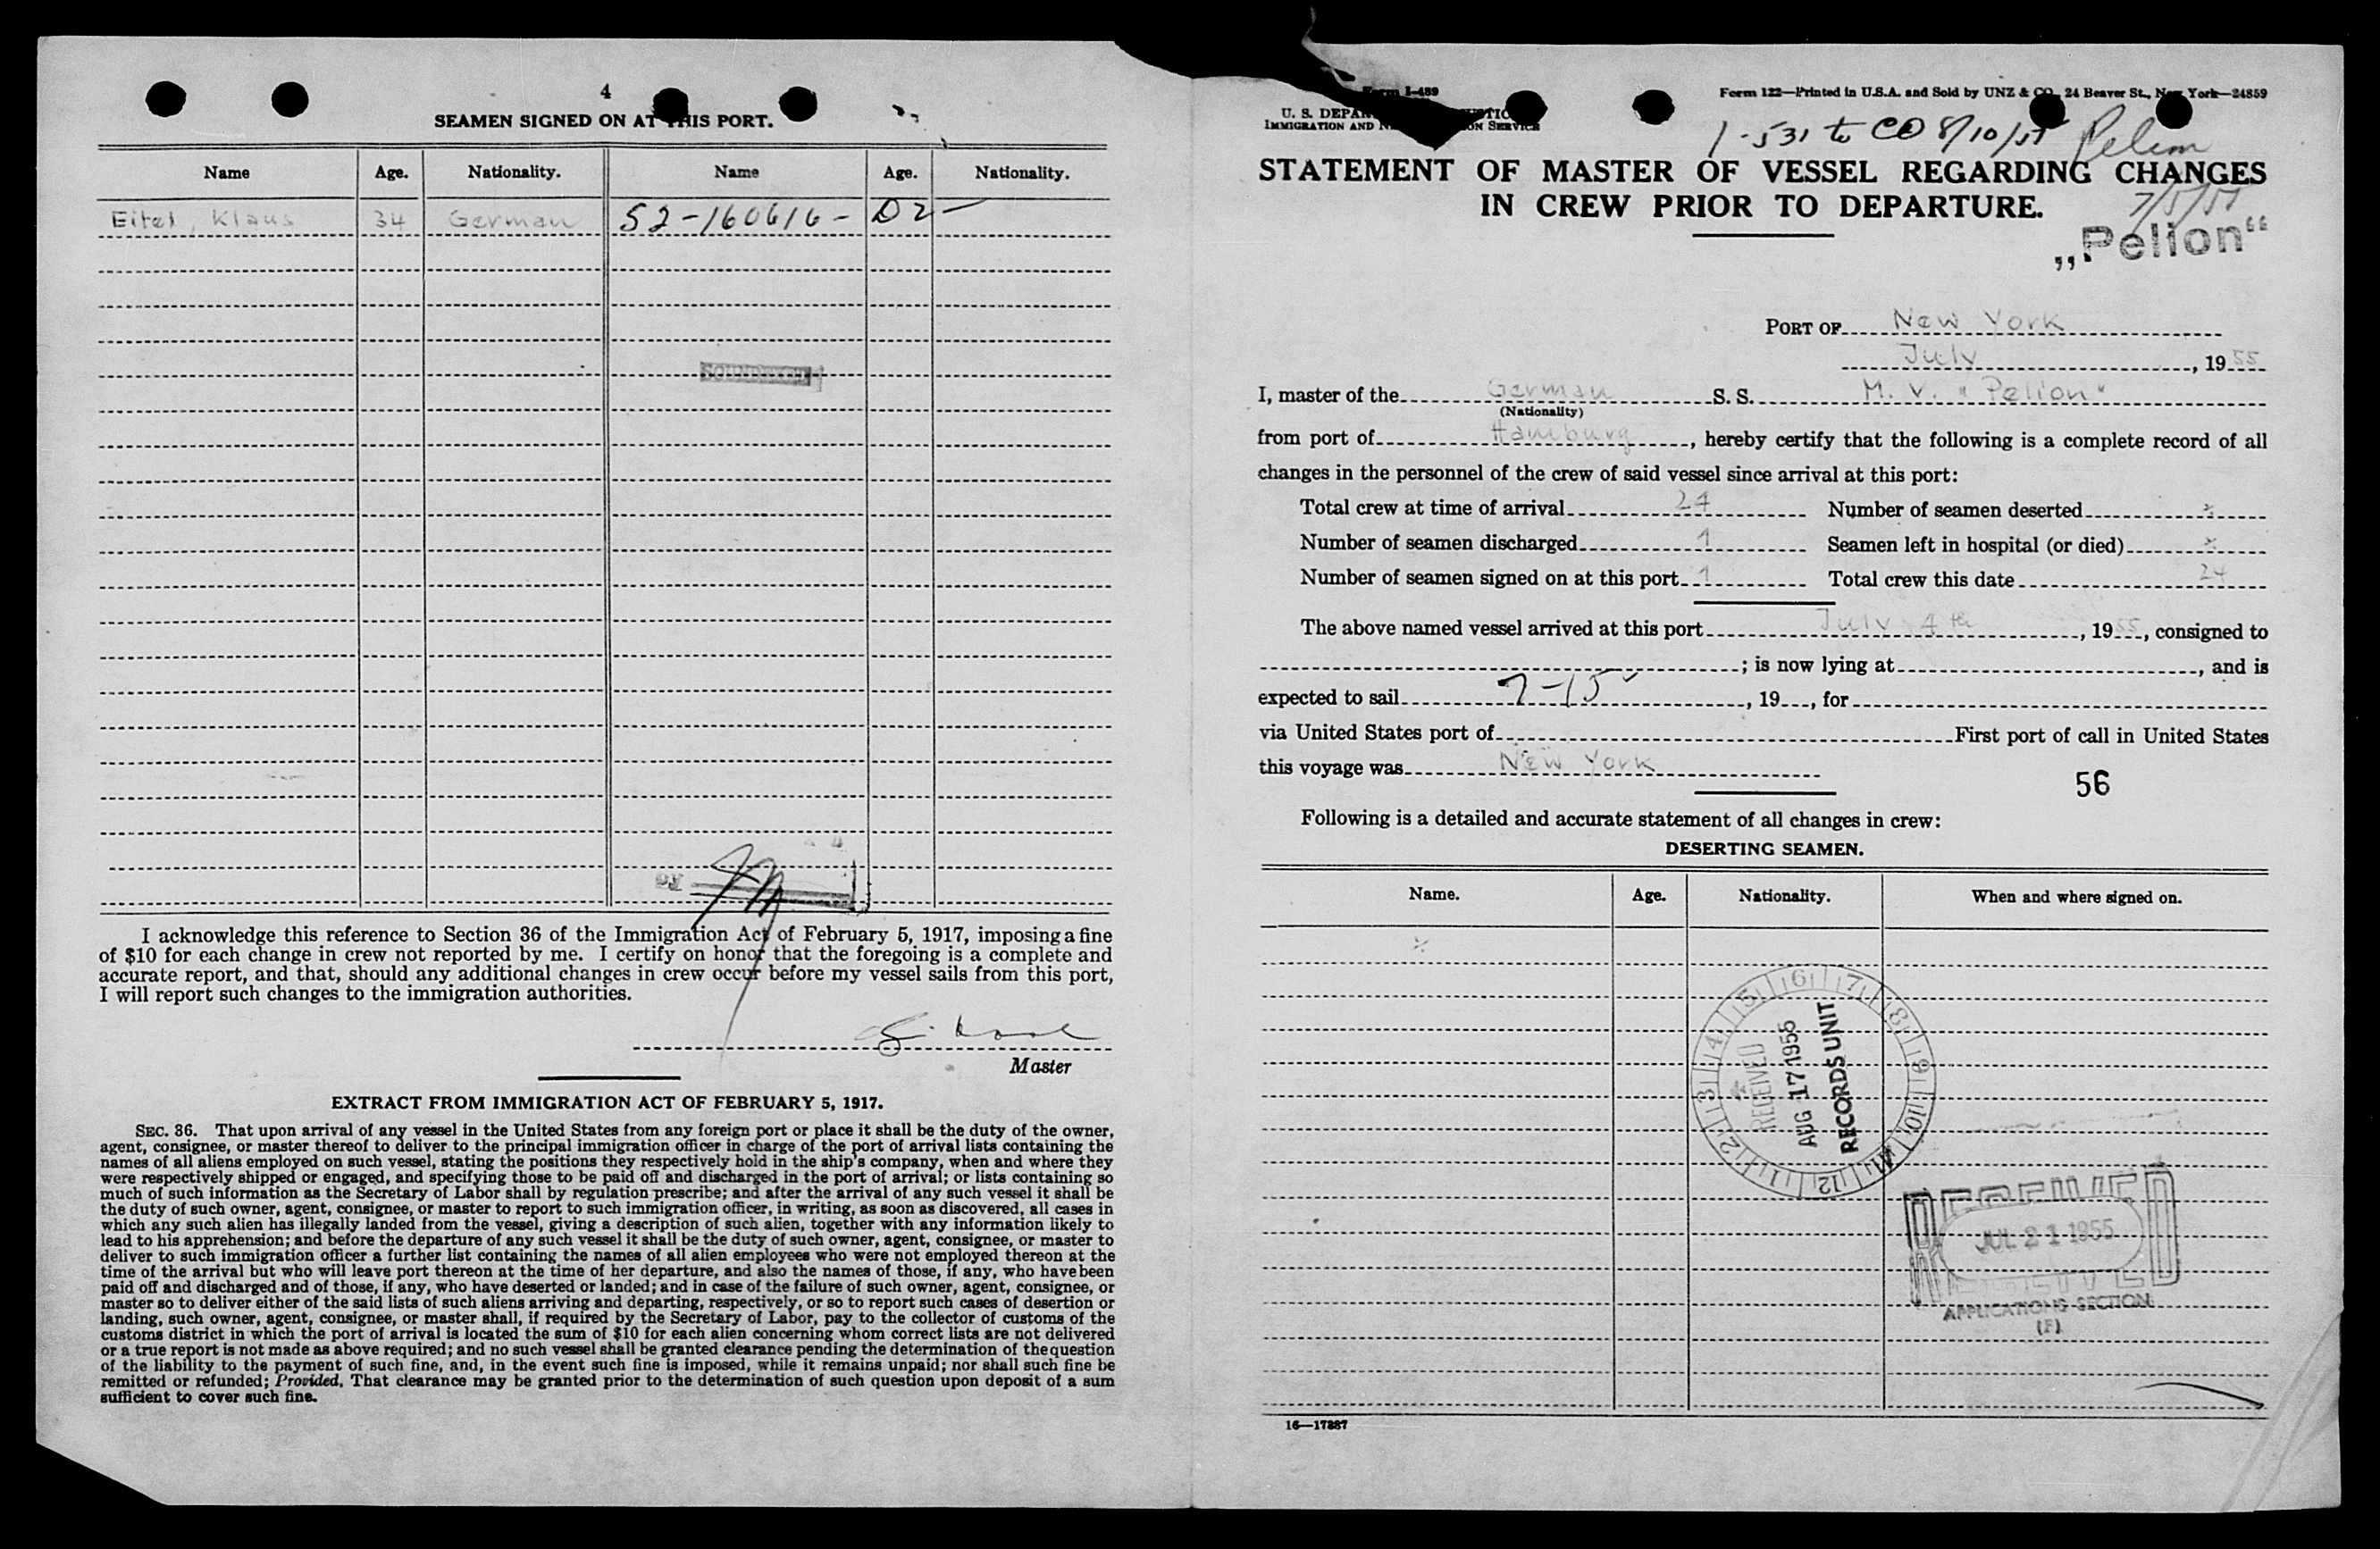 4
SEAMEN SIGNED ON AT THIS PORT.
Name Age. Nationality. Name Age. Nationality.
Eitel, Klaus 34 German 52-160616- D2-
I acknowledge this reference to Section 36 of the Immigration Act of February 5, 1917, imposing a fine
of $10 for each change in crew not reported by me. I certify on honor that the foregoing is a complete and
accurate report, and that, should any additional changes in crew occur before my vessel sails from this port,
I will report such changes to the immigration authorities.
Master
EXTRACT FROM IMMIGRATION ACT OF FEBRUARY 5, 1917.
SEC. 36. That upon arrival of any vessel in the United States from any foreign port or place it shall be the duty of the owner,
agent, consignee, or master thereof to deliver to the principal immigration officer in charge of the port of arrival lists containing the
names of all aliens employed on such vessel, stating the positions they respectively hold in the ship's company, when and where they
were respectively shipped or engaged, and specifying those to be paid off and discharged in the port of arrival; or lists containing so
much of such information as the Secretary of Labor shall by regulation prescribe; and after the arrival of any such vessel it shall be
the duty of such owner, agent, consignee, or master to report to such immigration officer, in writing, as soon as discovered, all cases in
which any such alien has illegally landed from the vessel, giving a description of such alien, together with any information likely to
lead to his apprehension; and before the departure of any such vessel it shall be the duty of such owner, agent, consignee, or master to
deliver to such immigration officer a further list containing the names of all alien employees who were not employed thereon at the
time of the arrival but who will leave port thereon at the time of her departure, and also the names of those, if any, who have been
paid off and discharged and of those, if any, who have deserted or landed; and in case of the failure of such owner, agent, consignee, or
master so to deliver either of the said lists of such aliens arriving and departing, respectively, or so to report such cases of desertion or
landing, such owner, agent, consignee, or master shall, if required by the Secretary of Labor, pay to the collector of customs of the
customs district in which the port of arrival is located the sum of $10 for each alien concerning whom correct lists are not delivered
or a true report is not made as above required; and no such vessel shall be granted clearance pending the determination of the question
of the liability to the payment of such fine, and, in the event such fine is imposed, while it remains unpaid; nor shall such fine be
remitted or refunded; Provided, That clearance may be granted prior to the determination of such question upon deposit of a sum
sufficient to cover such fine.
Form I-489
Form 122—Printed in U.S.A. and Sold by UNZ & CO., 24 Beaver St., New York—24859
U. S.
IMMIGRATION AND SERVICE
1-531 to CO 8/10/55 Pelion
STATEMENT OF MASTER OF VESSEL REGARDING CHANGES
IN CREW PRIOR TO DEPARTURE.
7/5/55
„Pelion“
PORT OF New York
July, 1955
I, master of the German S. S. M. V. "Pelion"
(Nationality)
from port of Hamburg, hereby certify that the following is a complete record of all
changes in the personnel of the crew of said vessel since arrival at this port:
Total crew at time of arrival 24 Number of seamen deserted
Number of seamen discharged 1 Seamen left in hospital (or died)
Number of seamen signed on at this port 1 Total crew this date 24
The above named vessel arrived at this port July 4th, 1955, consigned to
; is now lying at , and is
expected to sail 7-15, 19 , for
via United States port of First port of call in United States
this voyage was New York
56
Following is a detailed and accurate statement of all changes in crew:
DESERTING SEAMEN.
Name. Age. Nationality. When and where signed on.
1 2 3 4 5 6 7 8 9 10 11 12
RECEIVED
AUG 17 1955
RECORDS UNIT
RECEIVED
JUL 21 1955
APPLICATIONS SECTION
(F)
16—17887